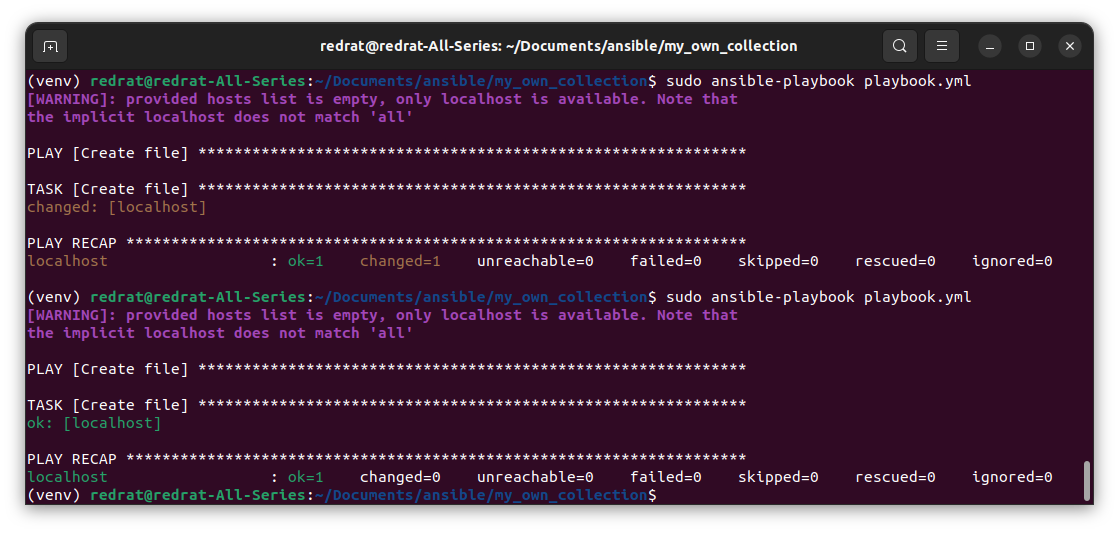 redrat@redrat-All-Series: ~/Documents/ansible/my_own_collection
(venv) redrat@redrat-All-Series:~/Documents/ansible/my_own_collection$ sudo ansible-playbook playbook.yml
[WARNING]: provided hosts list is empty, only localhost is available. Note that
the implicit localhost does not match 'all'
PLAY [Create file] *************************************************************
TASK [Create file] *************************************************************
changed: [localhost]
PLAY RECAP *********************************************************************
localhost                  : ok=1    changed=1    unreachable=0    failed=0    skipped=0    rescued=0    ignored=0
(venv) redrat@redrat-All-Series:~/Documents/ansible/my_own_collection$ sudo ansible-playbook playbook.yml
[WARNING]: provided hosts list is empty, only localhost is available. Note that
the implicit localhost does not match 'all'
PLAY [Create file] *************************************************************
TASK [Create file] *************************************************************
ok: [localhost]
PLAY RECAP *********************************************************************
localhost                  : ok=1    changed=0    unreachable=0    failed=0    skipped=0    rescued=0    ignored=0
(venv) redrat@redrat-All-Series:~/Documents/ansible/my_own_collection$